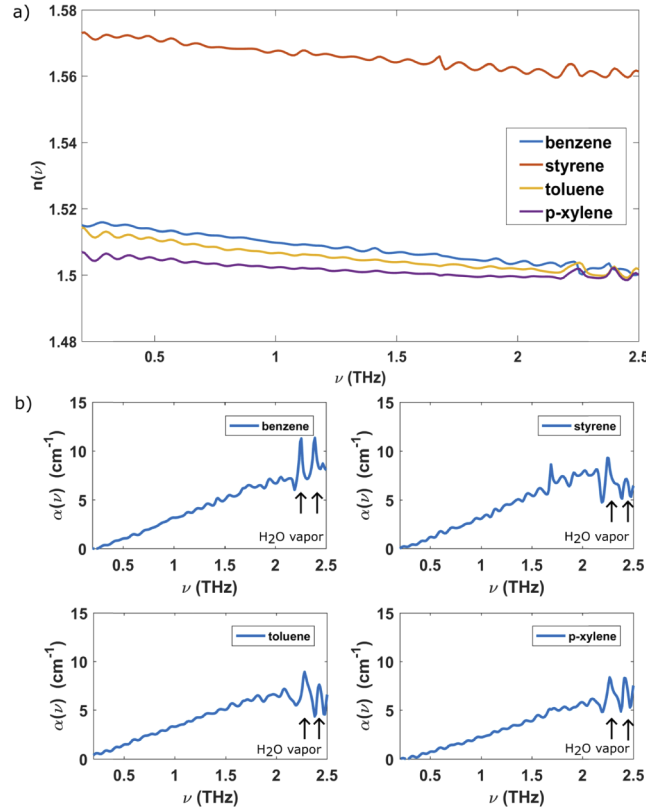 a)
1.58
1.56
1.54
1.52
1.5
1.48
n(ν)
benzene
styrene
toluene
p-xylene
0.5 1 1.5 2 2.5
ν (THz)
b)
15
10
5
0
α(ν) (cm⁻¹)
benzene
H₂O vapor
0.5 1 1.5 2 2.5
ν (THz)
15
10
5
0
α(ν) (cm⁻¹)
styrene
H₂O vapor
0.5 1 1.5 2 2.5
ν (THz)
15
10
5
0
α(ν) (cm⁻¹)
toluene
H₂O vapor
0.5 1 1.5 2 2.5
ν (THz)
15
10
5
0
α(ν) (cm⁻¹)
p-xylene
H₂O vapor
0.5 1 1.5 2 2.5
ν (THz)